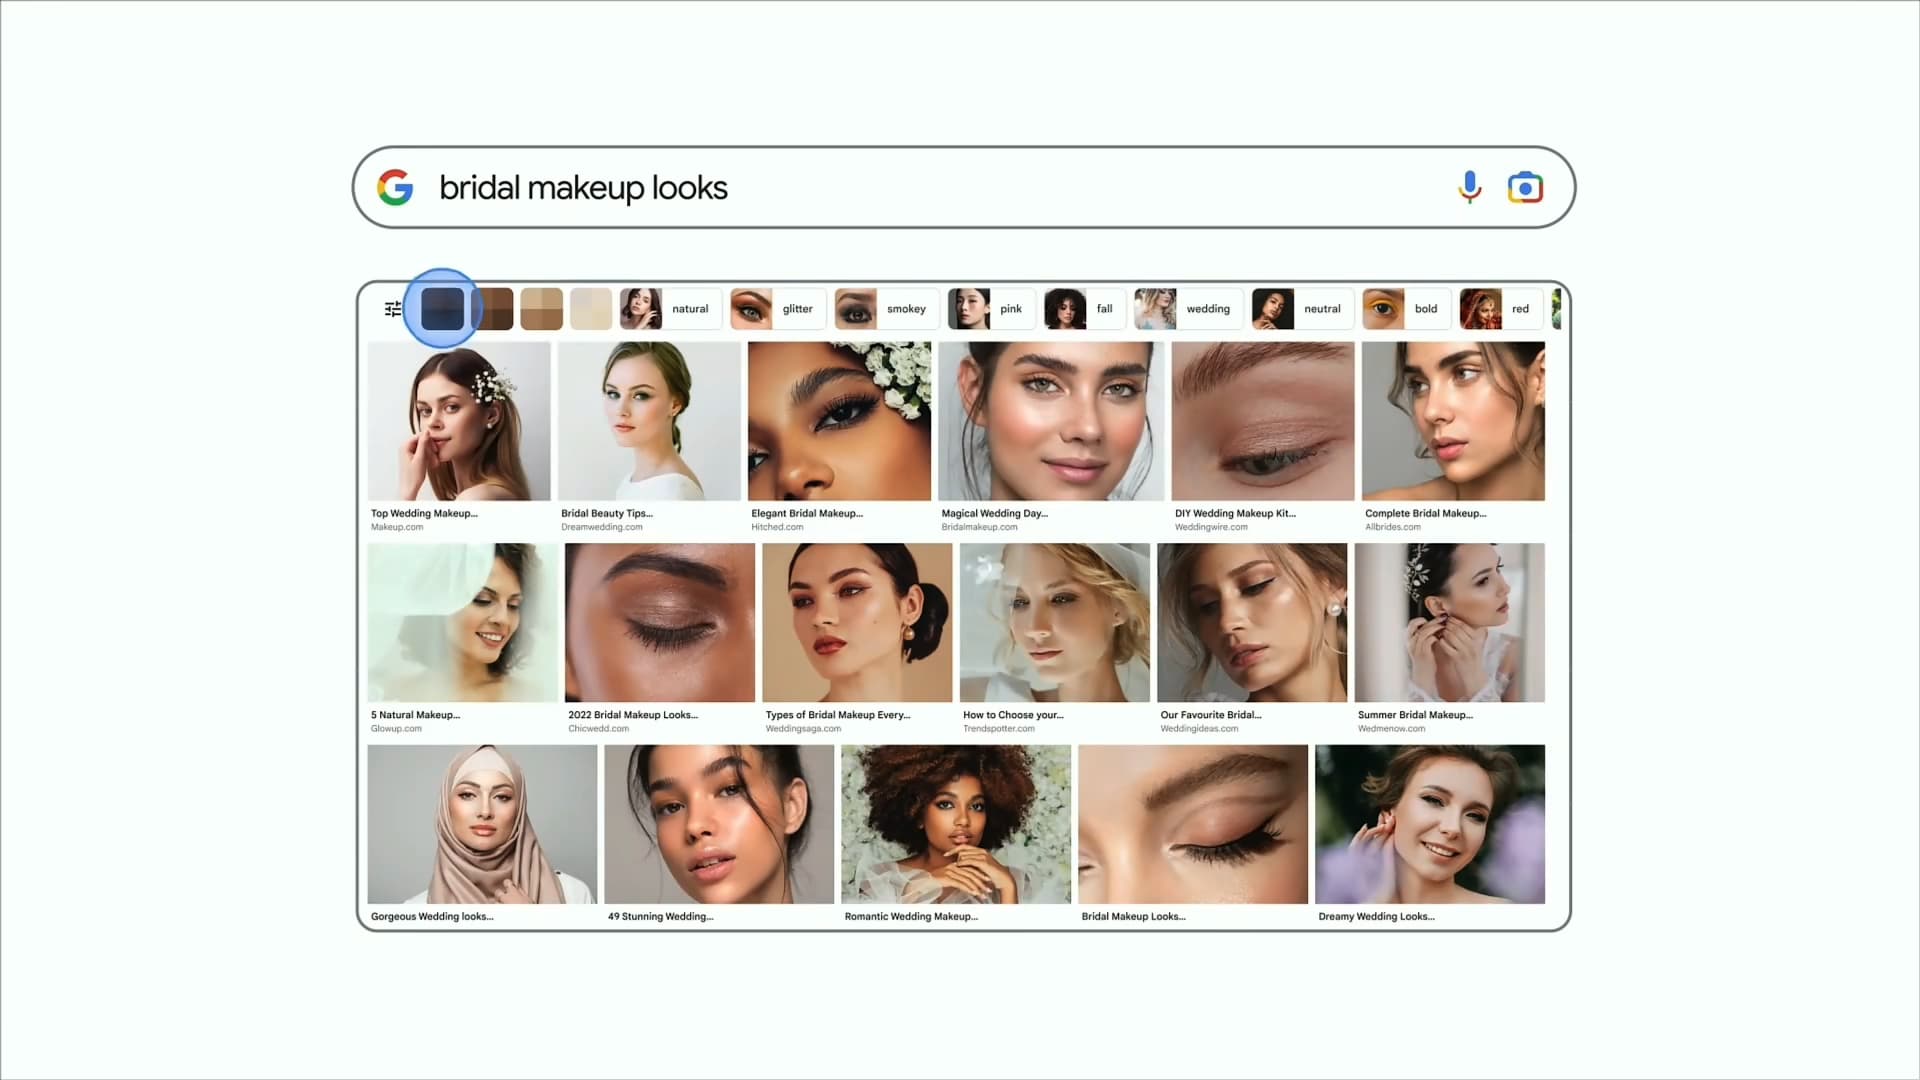 bridal makeup looks
natural
glitter
smokey
pink
fall
wedding
neutral
bold
red
Top Wedding Makeup...
Makeup.com
Bridal Beauty Tips...
Dreamwedding.com
Elegant Bridal Makeup...
Hitched.com
Magical Wedding Day...
Bridalmakeup.com
DIY Wedding Makeup Kit...
Weddingwire.com
Complete Bridal Makeup...
Allbrides.com
5 Natural Makeup...
Glowup.com
2022 Bridal Makeup Looks...
Chicwedd.com
Types of Bridal Makeup Every...
Weddingsaga.com
How to Choose your...
Trendspotter.com
Our Favourite Bridal...
Weddingideas.com
Summer Bridal Makeup...
Wedmenow.com
Gorgeous Wedding looks...
49 Stunning Wedding...
Romantic Wedding Makeup...
Bridal Makeup Looks...
Dreamy Wedding Looks...